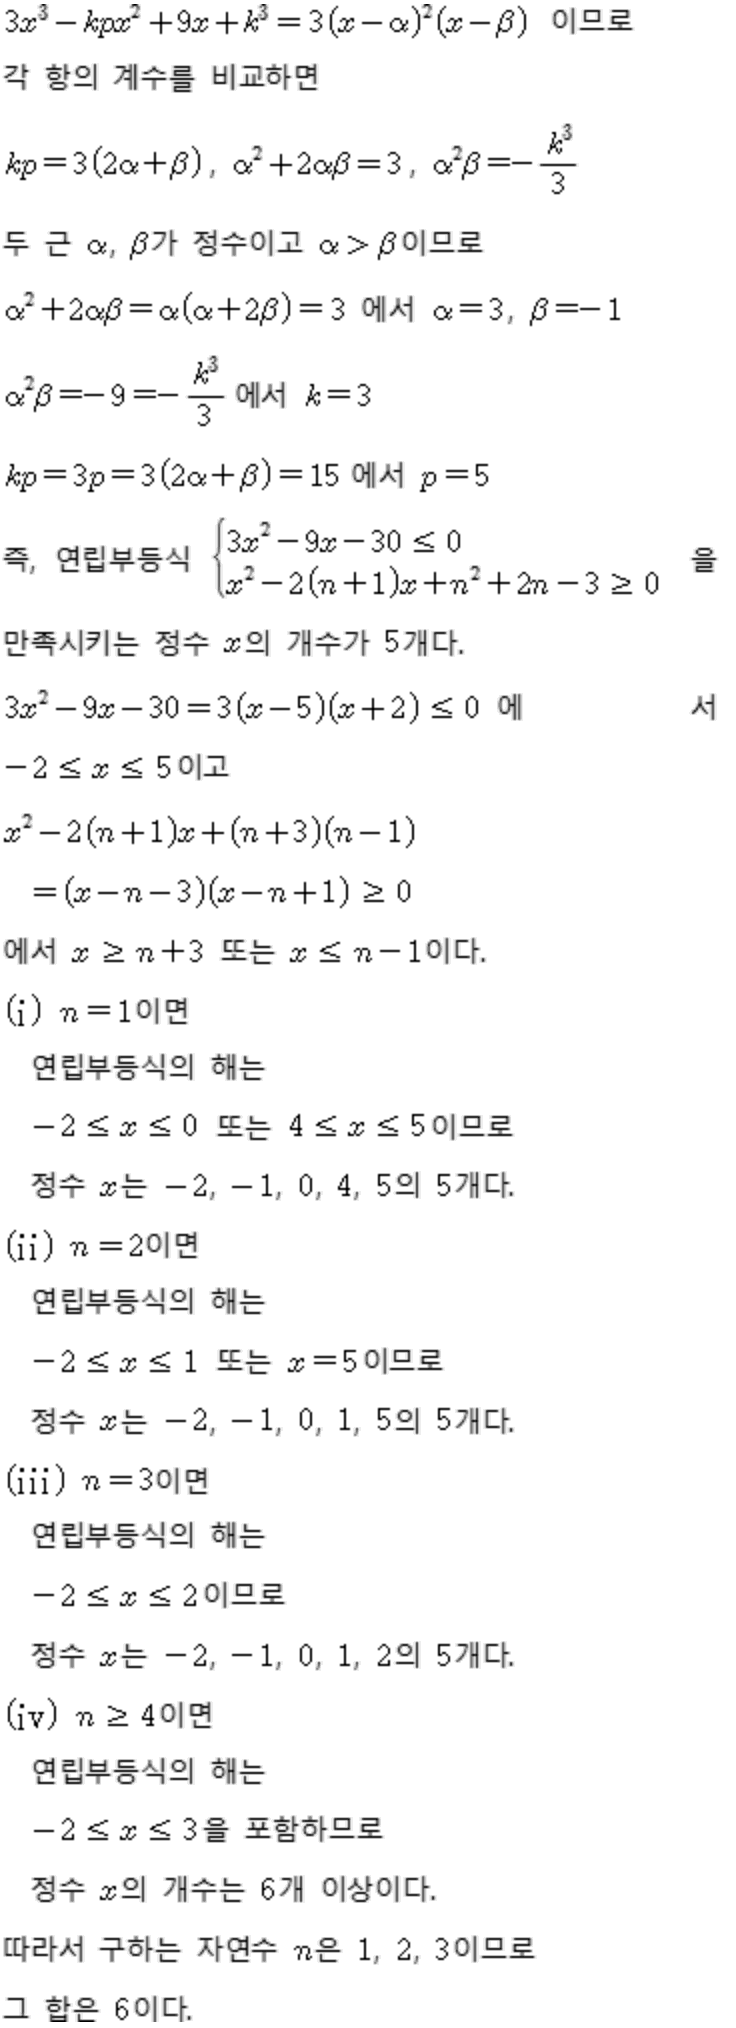 3x³ − kpx² + 9x + k³ = 3(x − α)²(x − β) 이므로
각 항의 계수를 비교하면
kp = 3(2α + β), α² + 2αβ = 3, α²β = − k³/3
두 근 α, β가 정수이고 α > β이므로
α² + 2αβ = α(α + 2β) = 3 에서 α = 3, β = −1
α²β = −9 = − k³/3 에서 k = 3
kp = 3p = 3(2α + β) = 15 에서 p = 5
즉, 연립부등식 { 3x² − 9x − 30 ≤ 0
x² − 2(n + 1)x + n² + 2n − 3 ≥ 0 을
만족시키는 정수 x의 개수가 5개다.
3x² − 9x − 30 = 3(x − 5)(x + 2) ≤ 0 에 서
−2 ≤ x ≤ 5이고
x² − 2(n + 1)x + (n + 3)(n − 1)
= (x − n − 3)(x − n + 1) ≥ 0
에서 x ≥ n + 3 또는 x ≤ n − 1이다.
(i) n = 1이면
연립부등식의 해는
−2 ≤ x ≤ 0 또는 4 ≤ x ≤ 5이므로
정수 x는 −2, −1, 0, 4, 5의 5개다.
(ii) n = 2이면
연립부등식의 해는
−2 ≤ x ≤ 1 또는 x = 5이므로
정수 x는 −2, −1, 0, 1, 5의 5개다.
(iii) n = 3이면
연립부등식의 해는
−2 ≤ x ≤ 2이므로
정수 x는 −2, −1, 0, 1, 2의 5개다.
(iv) n ≥ 4이면
연립부등식의 해는
−2 ≤ x ≤ 3을 포함하므로
정수 x의 개수는 6개 이상이다.
따라서 구하는 자연수 n은 1, 2, 3이므로
그 합은 6이다.